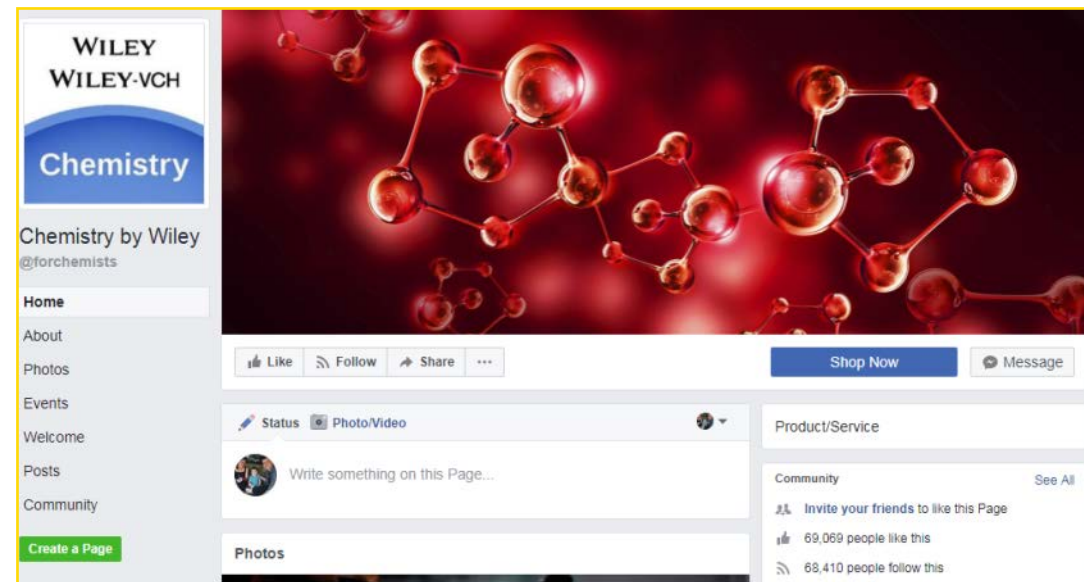 WILEY
WILEY-VCH
Chemistry
Chemistry by Wiley
@forchemists
Home
About
Photos
Events
Welcome
Posts
Community
Create a Page
Like Follow Share ...
Shop Now Message
Status Photo/Video
Write something on this Page...
Photos
Product/Service
Community See All
Invite your friends to like this Page
69,069 people like this
68,410 people follow this